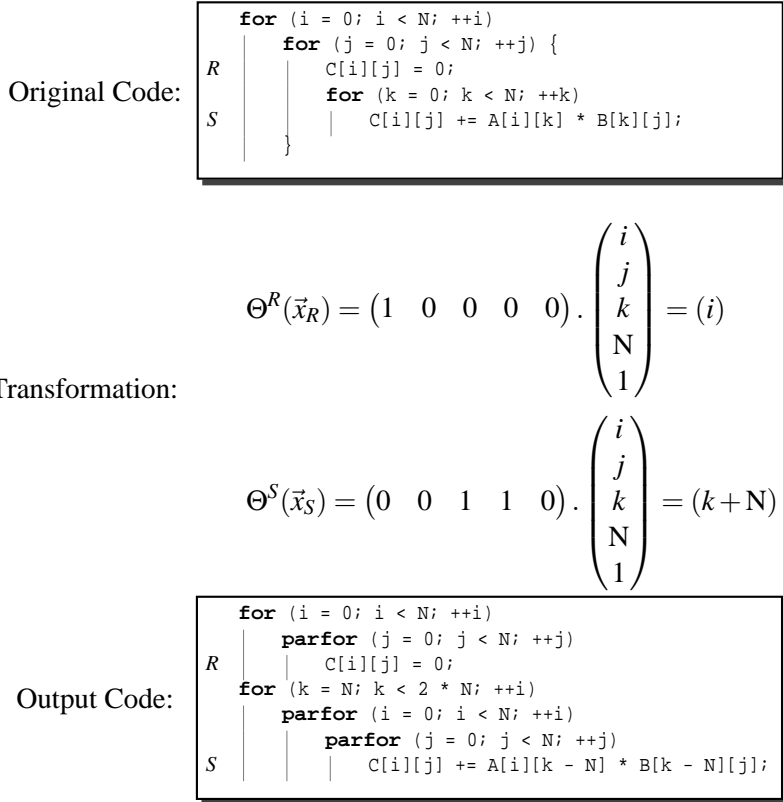 Original Code:
for (i = 0; i < N; ++i)
for (j = 0; j < N; ++j) {
R C[i][j] = 0;
for (k = 0; k < N; ++k)
S C[i][j] += A[i][k] * B[k][j];
}
Θ^R(x⃗_R) = (1 0 0 0 0) . (i j k N 1) = (i)
Transformation:
Θ^S(x⃗_S) = (0 0 1 1 0) . (i j k N 1) = (k+N)
Output Code:
for (i = 0; i < N; ++i)
parfor (j = 0; j < N; ++j)
R C[i][j] = 0;
for (k = N; k < 2 * N; ++i)
parfor (i = 0; i < N; ++i)
parfor (j = 0; j < N; ++j)
S C[i][j] += A[i][k - N] * B[k - N][j];